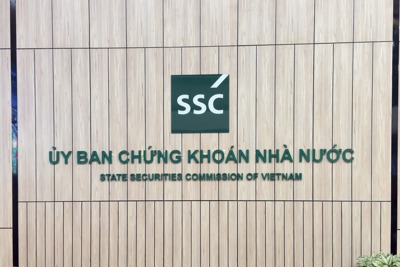 SSC
ỦY BAN CHỨNG KHOÁN NHÀ NƯỚC
STATE SECURITIES COMMISSION OF VIETNAM